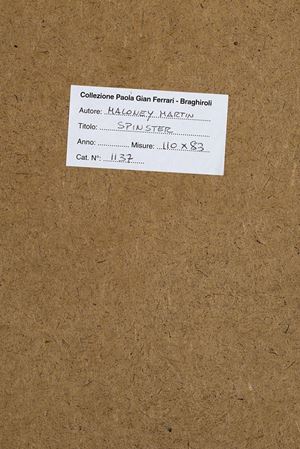 Collezione Paola Gian Ferrari - Braghiroli
Autore: MALONEY MARTIN
Titolo: SPINSTER
Anno: ............ Misure: 110 x 83
Cat. N°: 1137